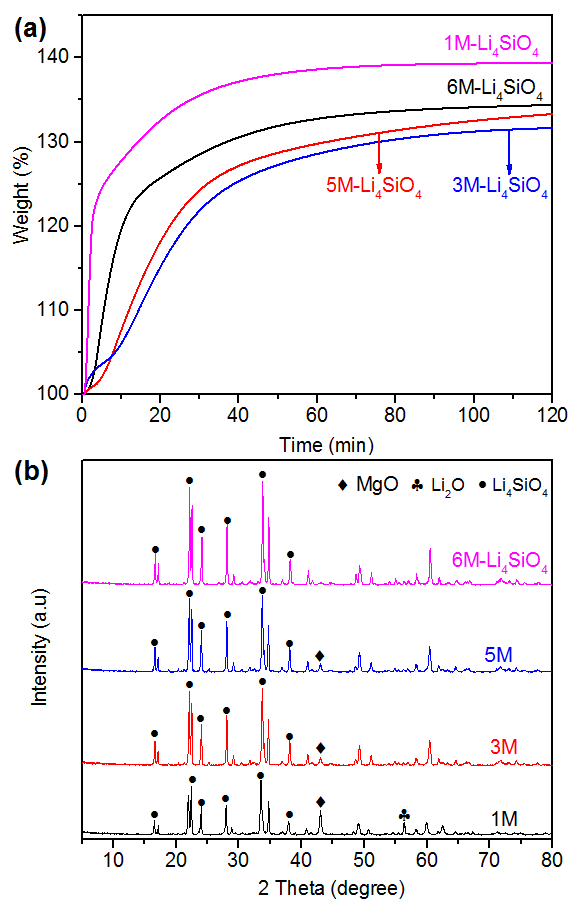 (a)
140
130
120
110
100
Weight (%)
1M-Li₄SiO₄
6M-Li₄SiO₄
5M-Li₄SiO₄
3M-Li₄SiO₄
0
20
40
60
80
100
120
Time (min)
(b)
♦ MgO ♣ Li₂O • Li₄SiO₄
6M-Li₄SiO₄
5M
3M
1M
Intensity (a.u)
10
20
30
40
50
60
70
80
2 Theta (degree)